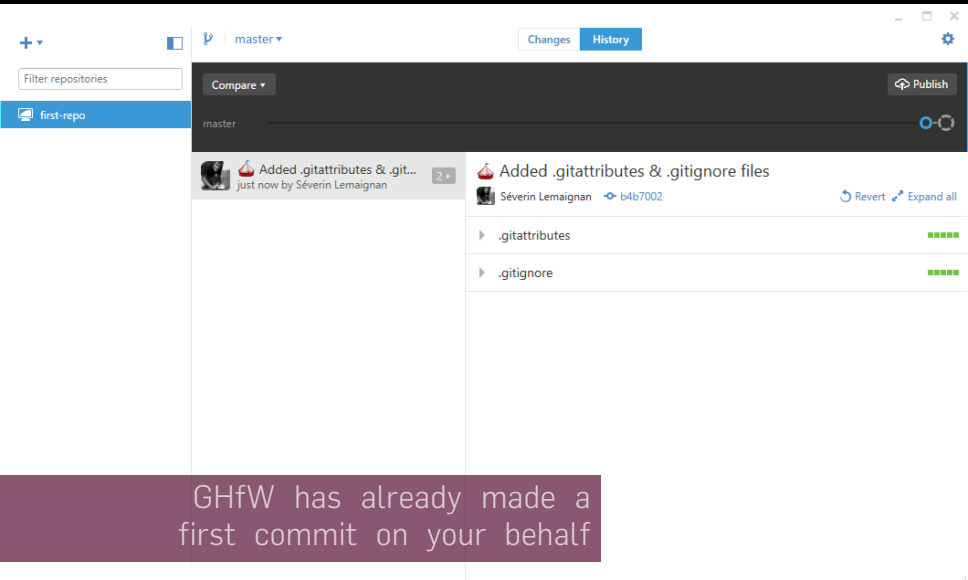 master
Changes
History
Filter repositories
Compare
Publish
first-repo
master
Added .gitattributes & .git...
2
just now by Séverin Lemaignan
Added .gitattributes & .gitignore files
Séverin Lemaignan
b4b7002
Revert
Expand all
.gitattributes
.gitignore
GHfW has already made a
first commit on your behalf